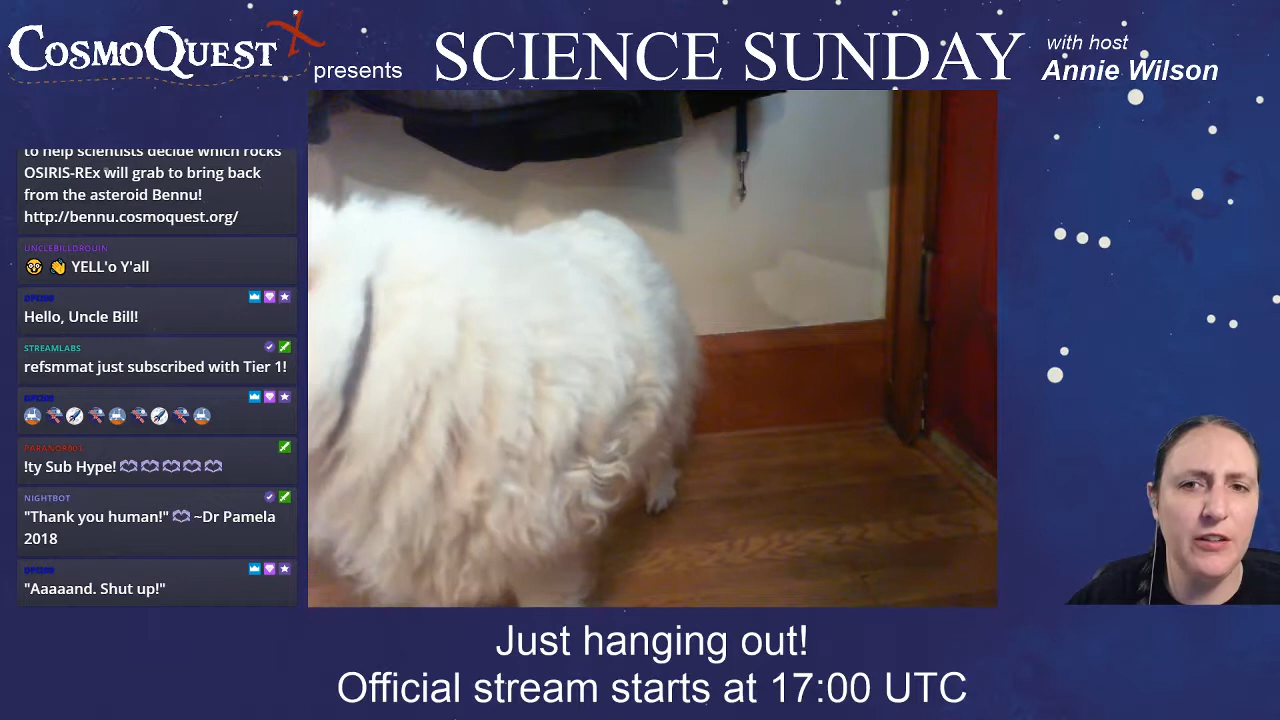 COSMOQUEST X
presents
SCIENCE SUNDAY
with host
Annie Wilson
to help scientists decide which rocks
OSIRIS-REx will grab to bring back
from the asteroid Bennu!
http://bennu.cosmoquest.org/
UNCLEBILLDROUIN
YELL'o Y'all
Hello, Uncle Bill!
STREAMLABS
refsmmat just subscribed with Tier 1!
!ty Sub Hype!
NIGHTBOT
"Thank you human!" ~Dr Pamela
2018
"Aaaaand. Shut up!"
Just hanging out!
Official stream starts at 17:00 UTC